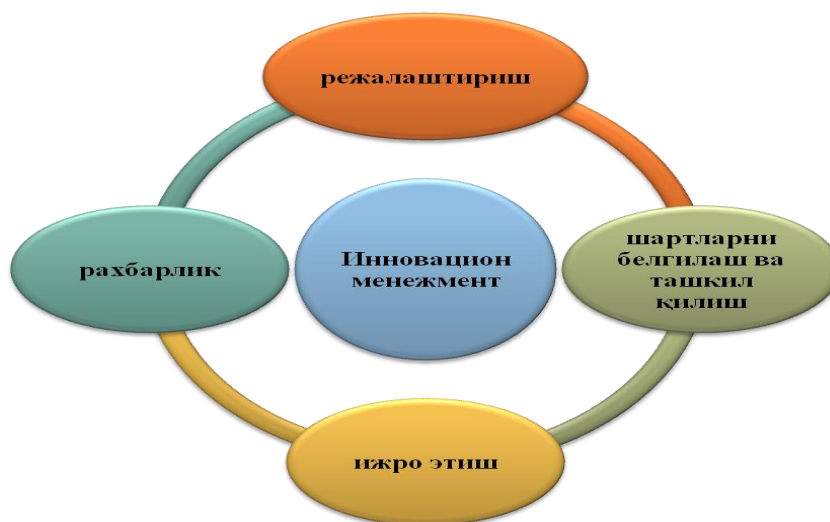 режалаштириш
рахбарлик
Инновацион
менежмент
шартларни
белгилаш ва
ташкил
қилиш
ижро этиш